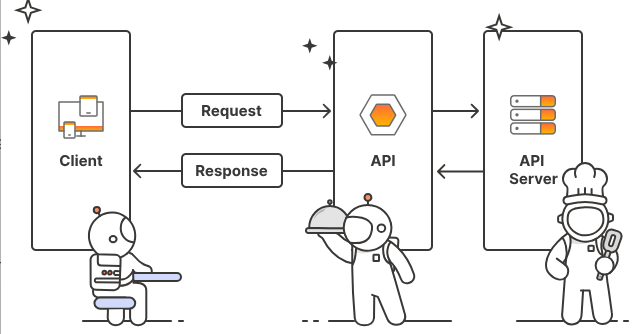 Request
Response
Client
API
API
Server